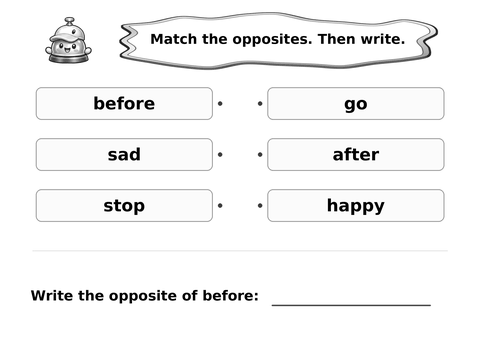 Match the opposites. Then write.
before go
sad after
stop happy
Write the opposite of before: